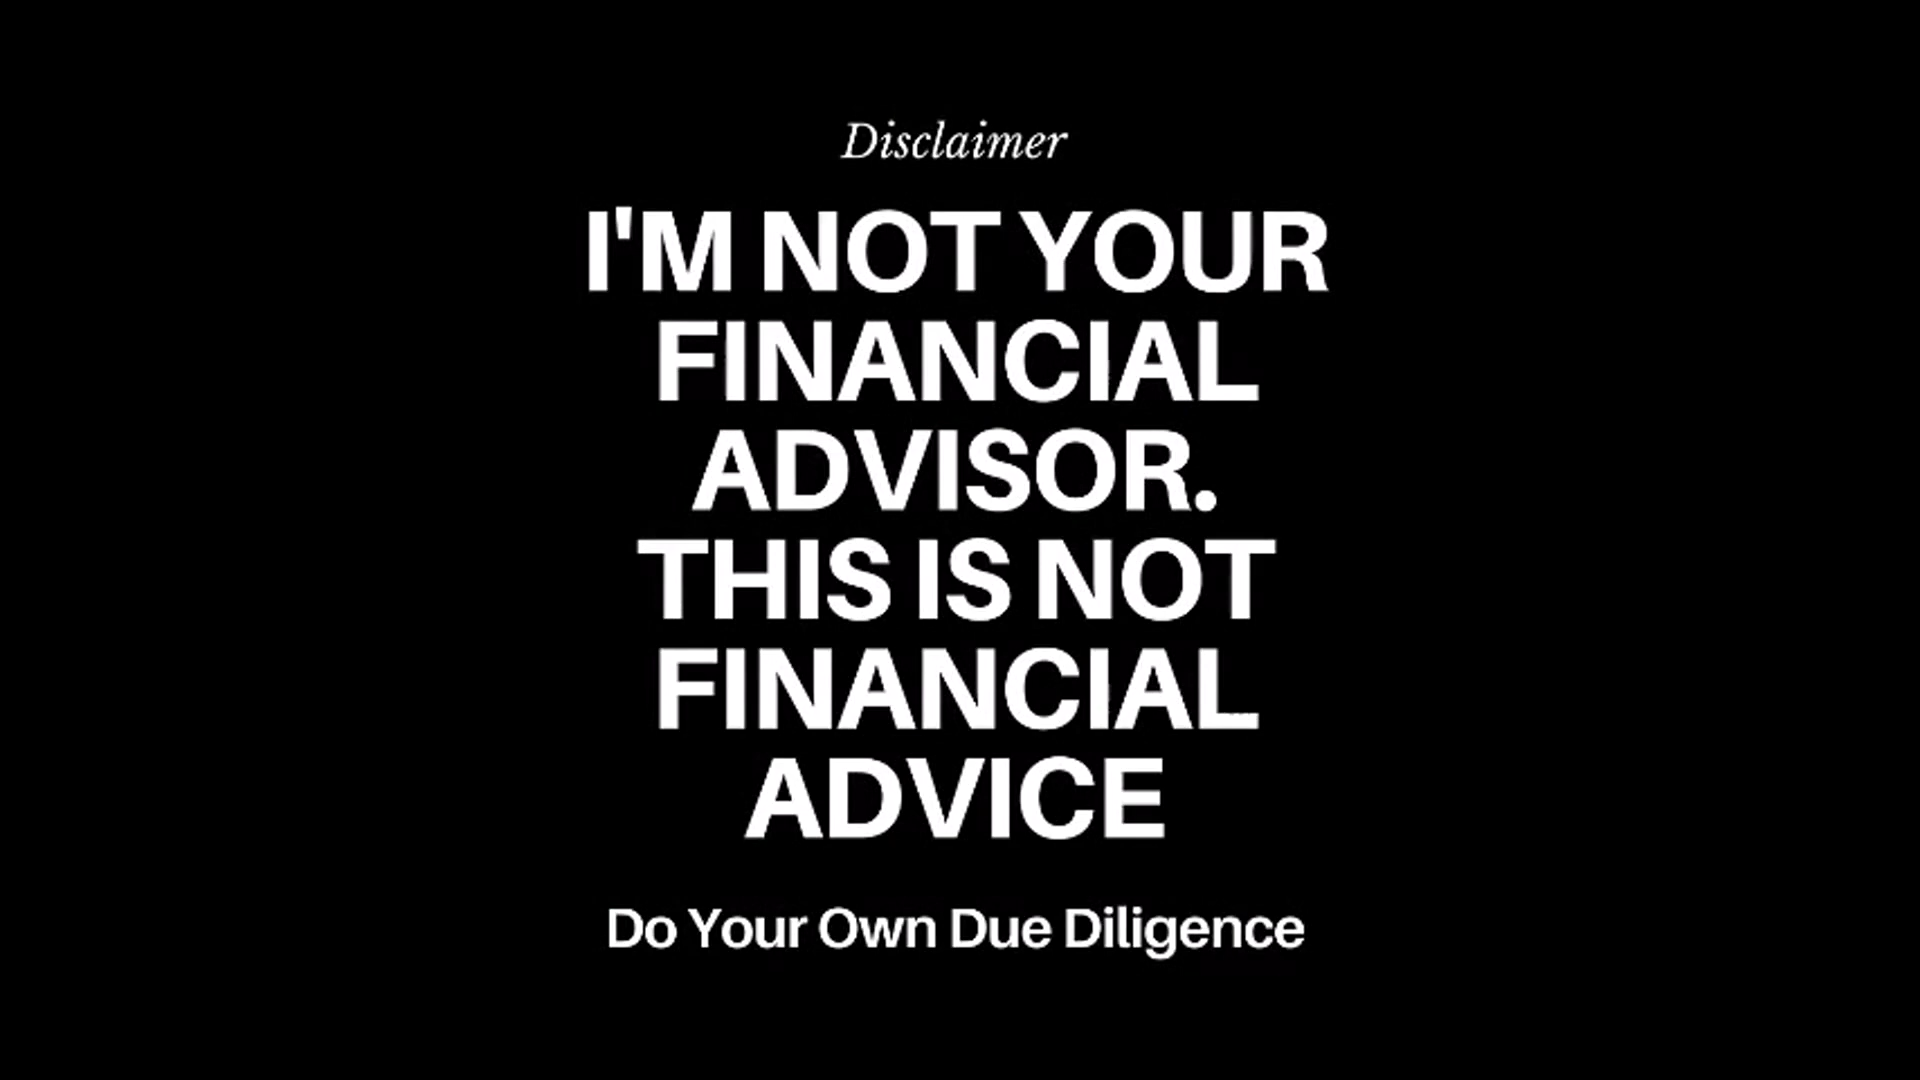 Disclaimer
I'M NOT YOUR
FINANCIAL
ADVISOR.
THIS IS NOT
FINANCIAL
ADVICE
Do Your Own Due Diligence